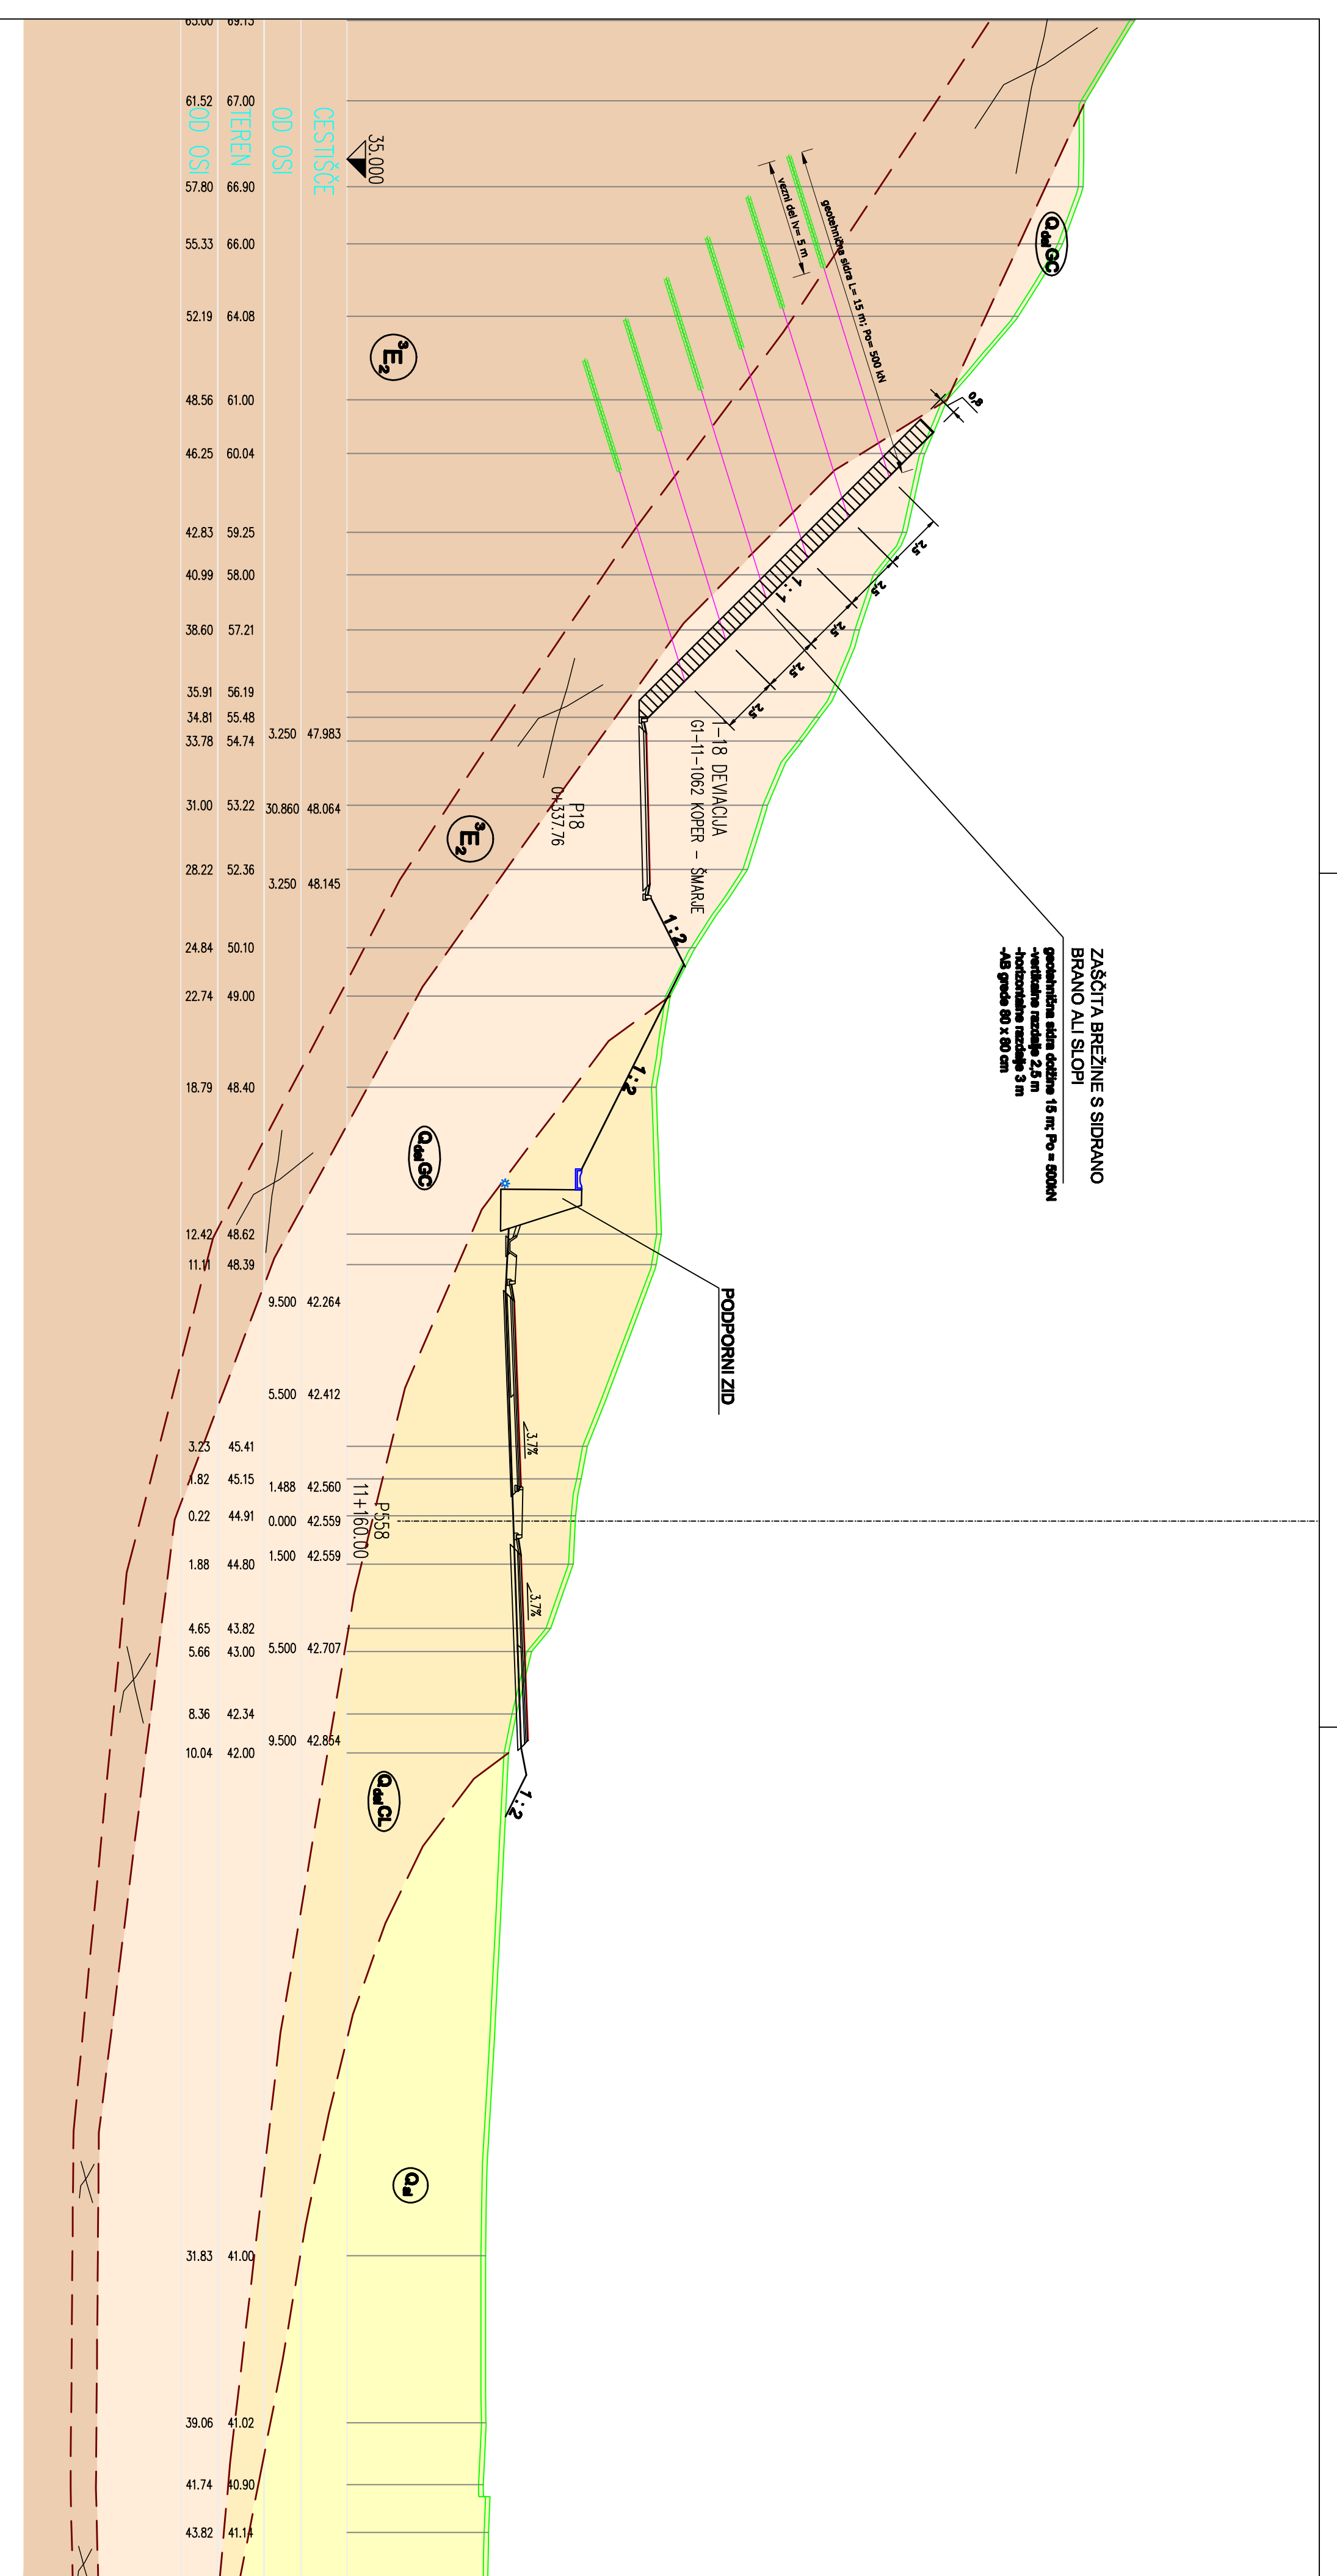 ZAŠČITA BREŽINE S SIDRANO
BRANO ALI SLOPI
geotehnična sidra dolžine 15 m; Po = 500kN
-vertikalne razdalje 2,5 m
-horizontalne razdalje 3 m
-AB grede 80 x 80 cm
geotehnična sidra L= 15 m; Po= 500 kN
vezni del lv= 5 m
0,8
2,5
2,5
2,5
2,5
2,5
1:1
QdelGC
3E2
3E2
I-18 DEVIACIJA
G1-11-1062 KOPER - ŠMARJE
P18
0+337.76
1:2
1:2
QdelGC
PODPORNI ZID
3.7%
3.7%
P558
11+160.00
1:2
QdelCL
Qal
35.000
CESTIŠČE
47.983 48.064 48.145 42.264 42.412 42.560 42.559 42.559 42.707 42.854
OD OSI
3.250 30.860 3.250 9.500 5.500 1.488 0.000 1.500 5.500 9.500
TEREN
69.13 67.00 66.90 66.00 64.08 61.00 60.04 59.25 58.00 57.21 56.19 55.48 54.74 53.22 52.36 50.10 49.00 48.40 48.62 48.39 45.41 45.15 44.91 44.80 43.82 43.00 42.34 42.00 41.00 41.02 40.90 41.14
OD OSI
65.00 61.52 57.80 55.33 52.19 48.56 46.25 42.83 40.99 38.60 35.91 34.81 33.78 31.00 28.22 24.84 22.74 18.79 12.42 11.11 3.23 1.82 0.22 1.88 4.65 5.66 8.36 10.04 31.83 39.06 41.74 43.82